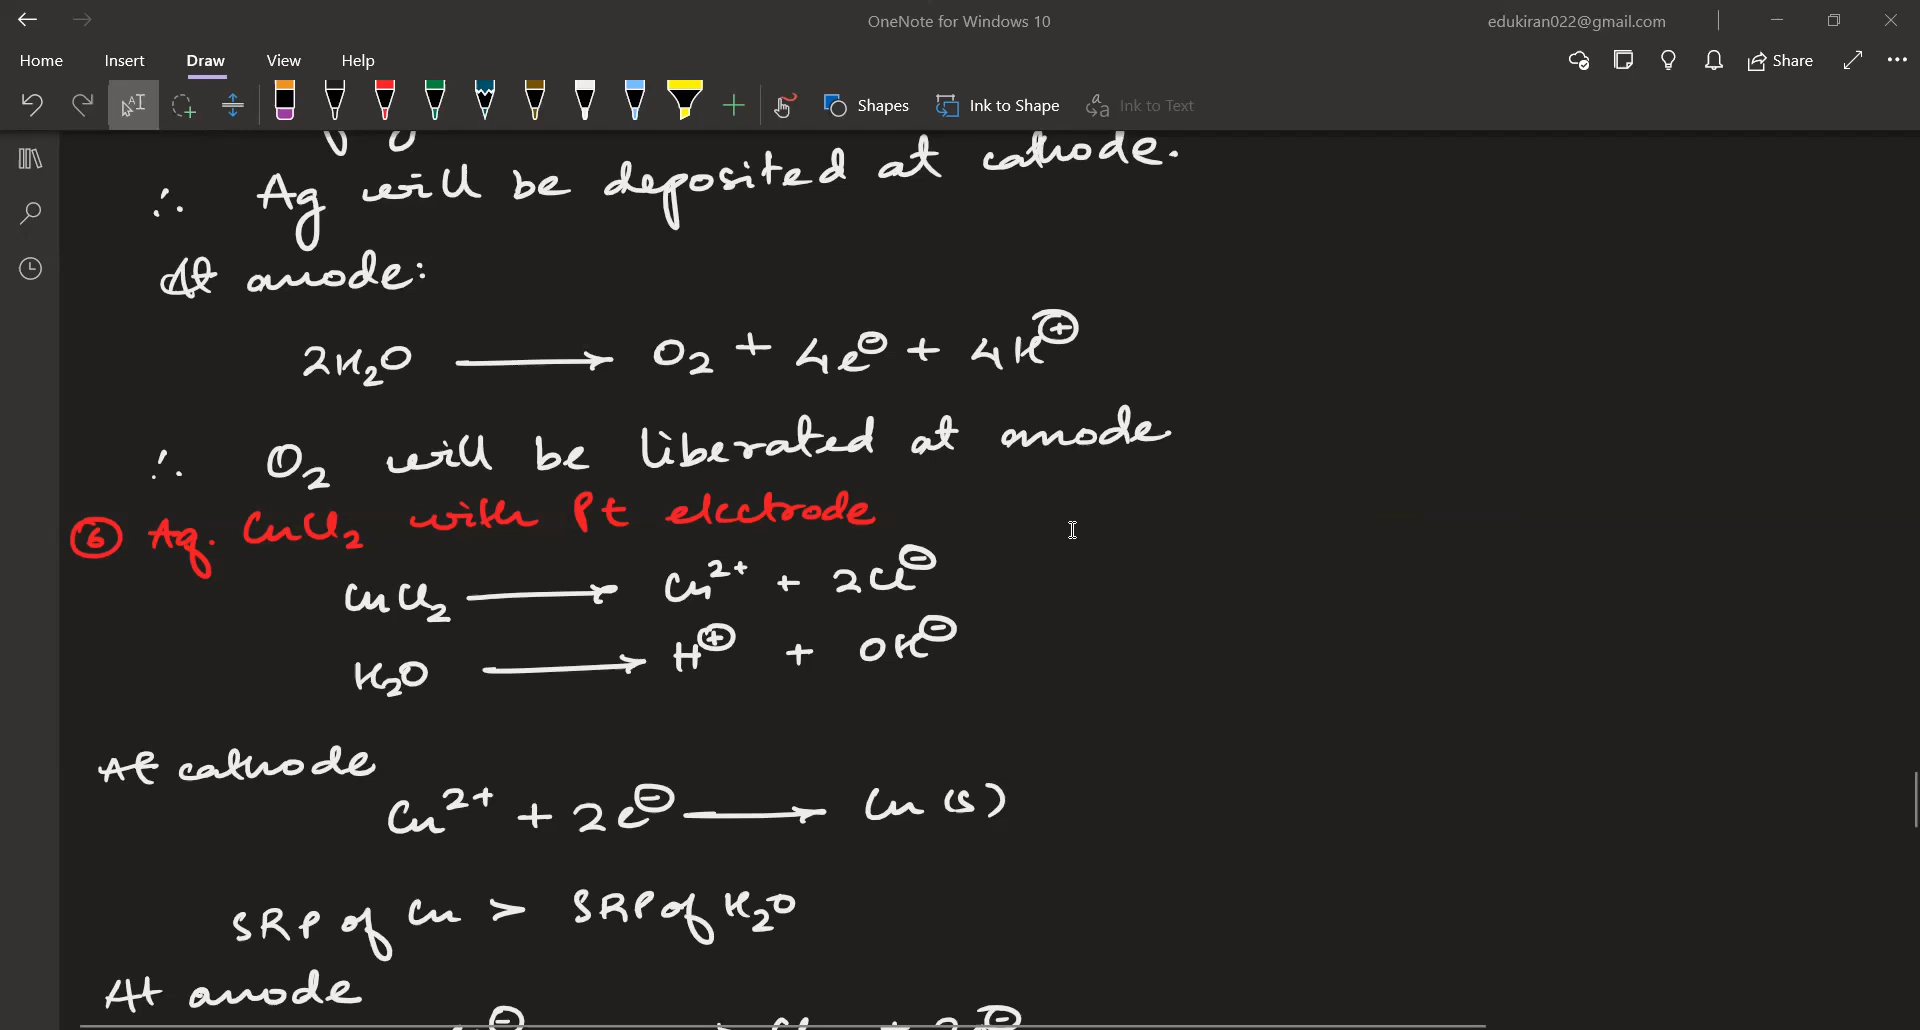 OneNote for Windows 10
edukiran022@gmail.com
Home Insert Draw View Help
Share
Shapes Ink to Shape Ink to Text
∴ Ag will be deposited at cathode.
At anode:
2H₂O ⟶ O₂ + 4e⊖ + 4H⊕
∴ O₂ will be liberated at anode
⑥ Aq. CuCl₂ with Pt electrode
CuCl₂ ⟶ Cu²⁺ + 2Cl⊖
H₂O ⟶ H⊕ + OH⊖
At cathode
Cu²⁺ + 2e⊖ ⟶ Cu (s)
SRP of Cu > SRP of H₂O
At anode